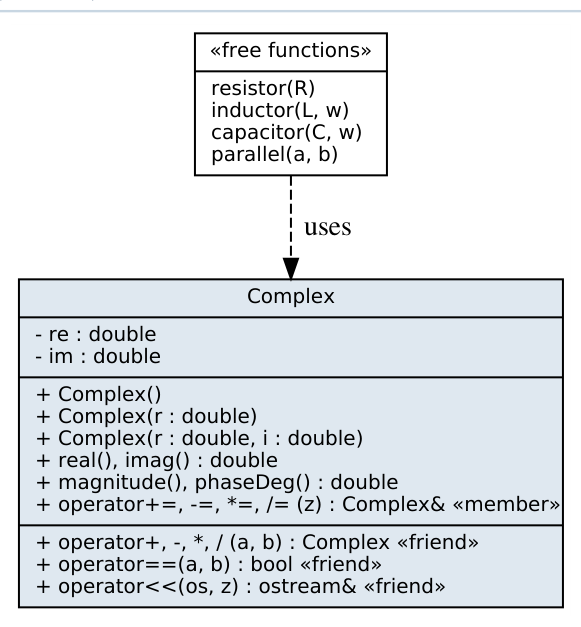 «free functions»
resistor(R)
inductor(L, w)
capacitor(C, w)
parallel(a, b)
uses
Complex
- re : double
- im : double
+ Complex()
+ Complex(r : double)
+ Complex(r : double, i : double)
+ real(), imag() : double
+ magnitude(), phaseDeg() : double
+ operator+=, -=, *=, /= (z) : Complex& «member»
+ operator+, -, *, / (a, b) : Complex «friend»
+ operator==(a, b) : bool «friend»
+ operator<<(os, z) : ostream& «friend»